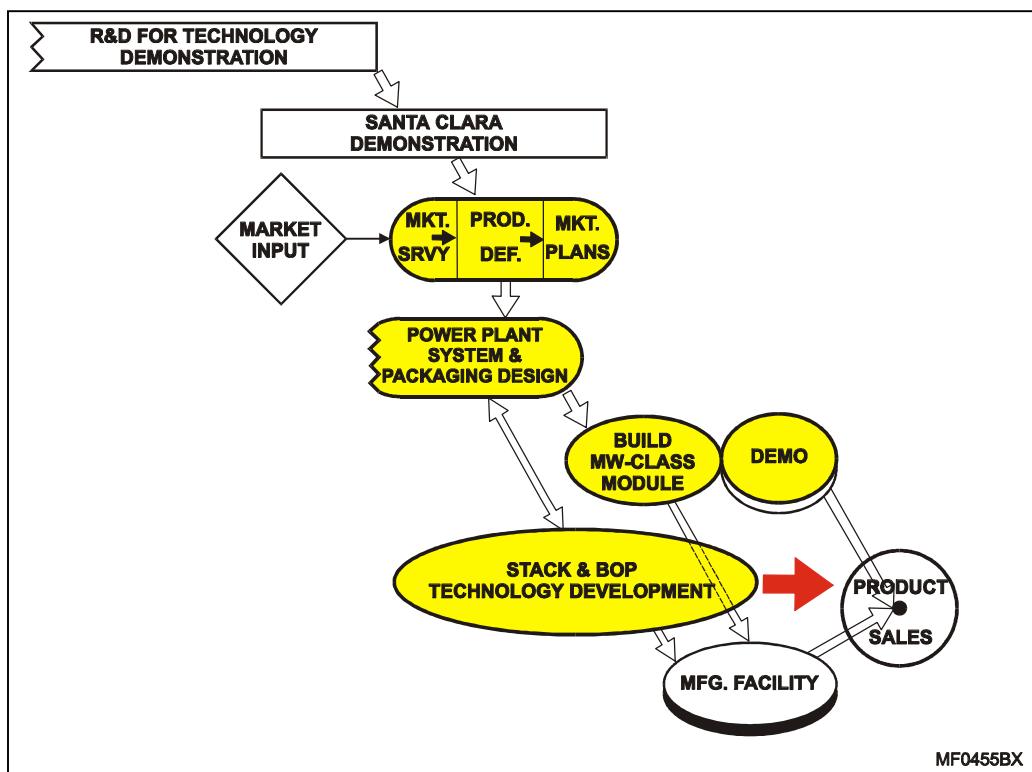 R&D FOR TECHNOLOGY
DEMONSTRATION
SANTA CLARA
DEMONSTRATION
MARKET
INPUT
MKT.
SRVY
PROD.
DEF.
MKT.
PLANS
POWER PLANT
SYSTEM &
PACKAGING DESIGN
BUILD
MW-CLASS
MODULE
DEMO
STACK & BOP
TECHNOLOGY DEVELOPMENT
PRODUCT
SALES
MFG. FACILITY
MF0455BX